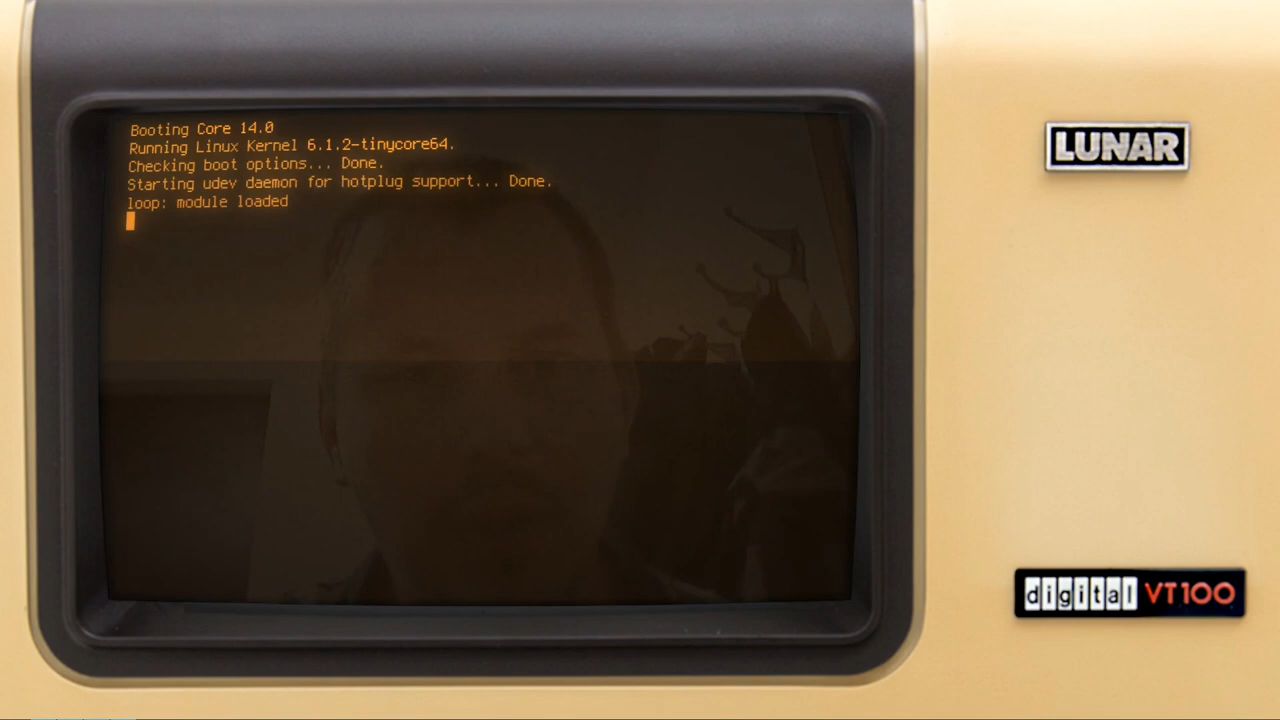 Booting Core 14.0
Running Linux Kernel 6.1.2-tinycore64.
Checking boot options... Done.
Starting udev daemon for hotplug support... Done.
loop: module loaded
LUNAR
digital VT100